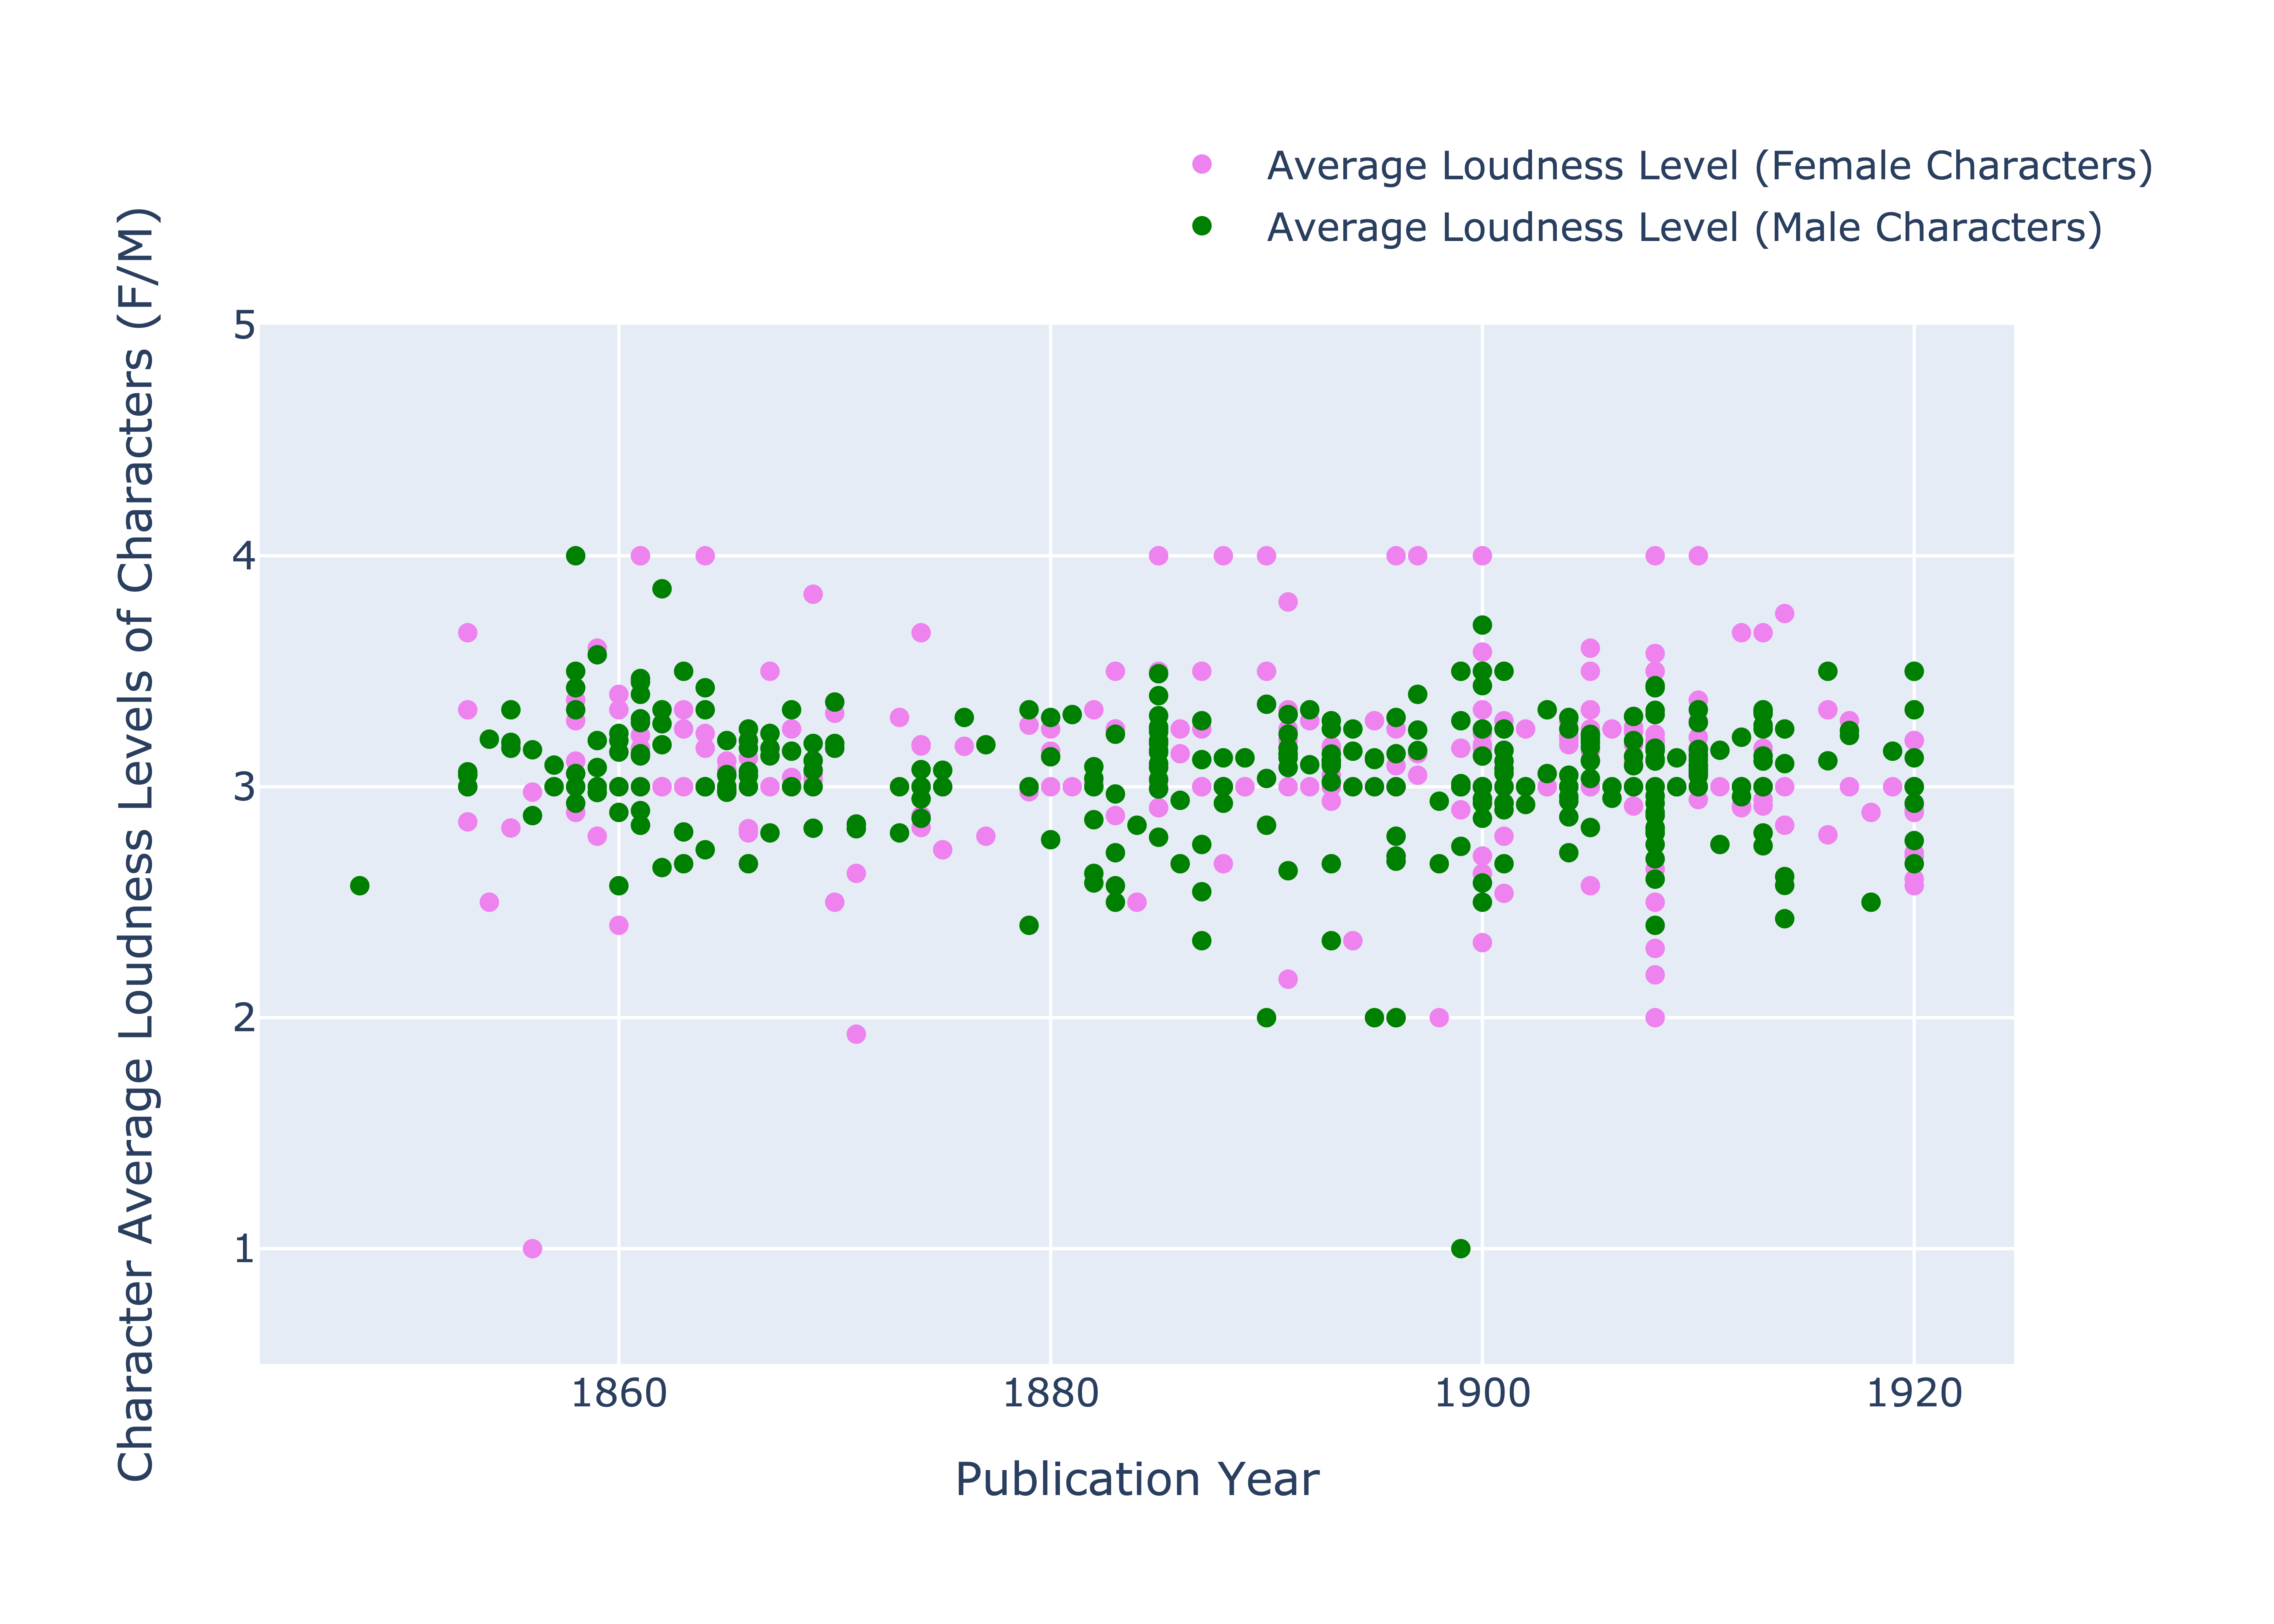 Average Loudness Level (Female Characters)
Average Loudness Level (Male Characters)
Character Average Loudness Levels of Characters (F/M)
5
4
3
2
1
1860
1880
1900
1920
Publication Year